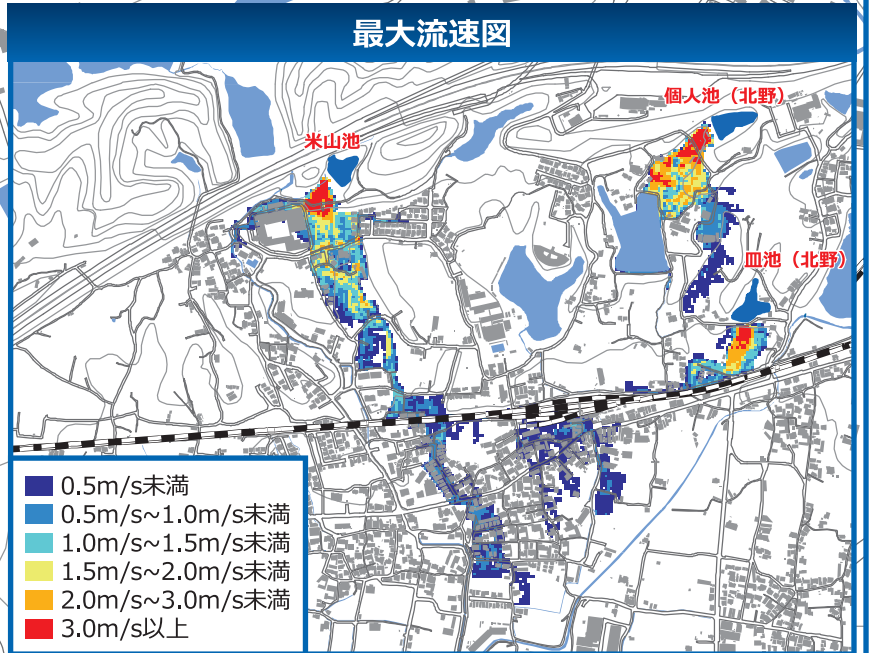 最大流速図
個人池（北野）
米山池
皿池（北野）
0.5m/s未満
0.5m/s~1.0m/s未満
1.0m/s~1.5m/s未満
1.5m/s~2.0m/s未満
2.0m/s~3.0m/s未満
3.0m/s以上